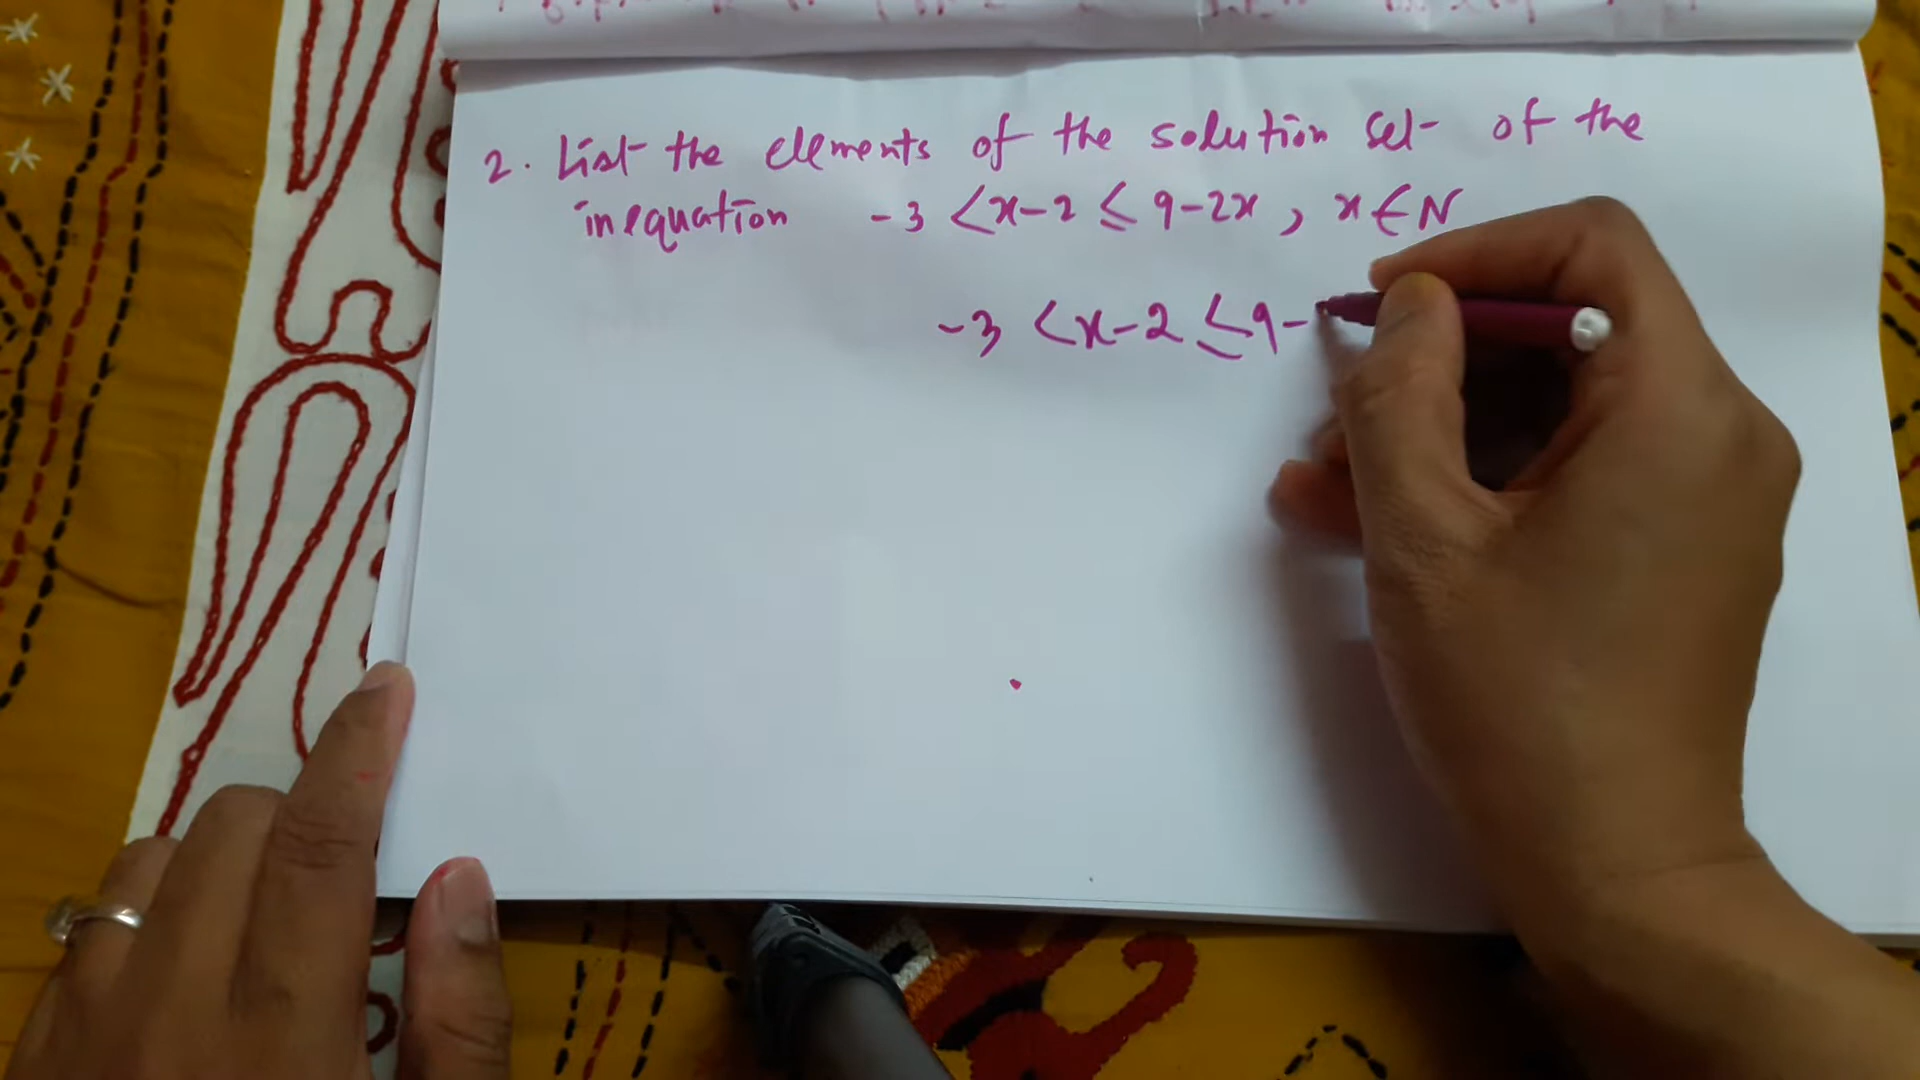 2. List the elements of the solution set of the
inequation -3 < x-2 ≤ 9-2x, x ∈ N
-3 < x-2 ≤ 9-